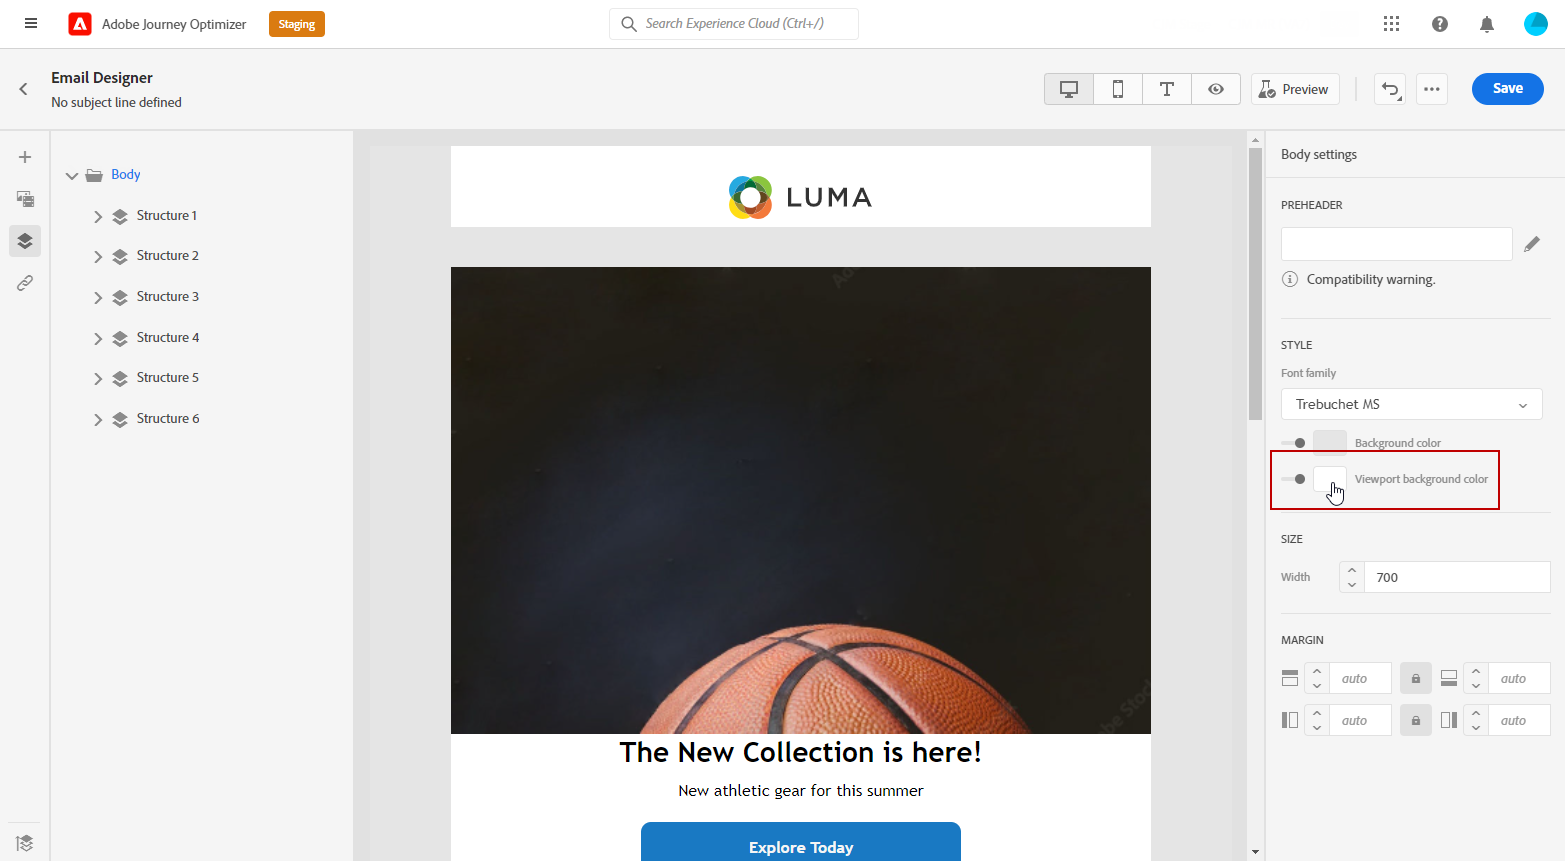 Adobe Journey Optimizer
Staging
Search Experience Cloud (Ctrl+/)
Email Designer
No subject line defined
Preview
Save
Body
Structure 1
Structure 2
Structure 3
Structure 4
Structure 5
Structure 6
LUMA
The New Collection is here!
New athletic gear for this summer
Explore Today
Body settings
PREHEADER
Compatibility warning.
STYLE
Font family
Trebuchet MS
Background color
Viewport background color
SIZE
Width
700
MARGIN
auto
auto
auto
auto